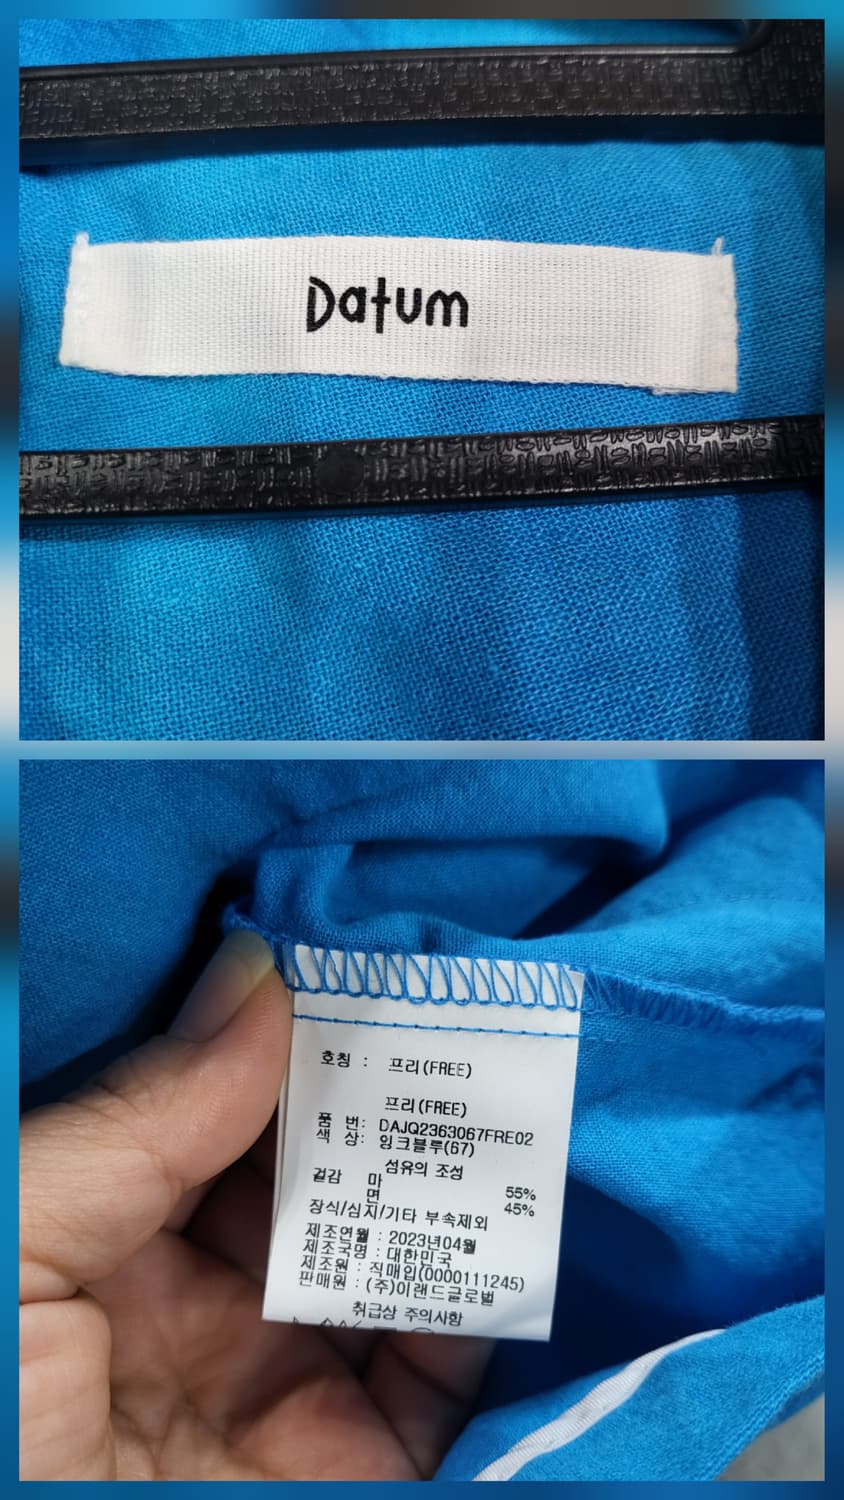 Datum
호칭 : 프리(FREE)
프리(FREE)
품 번: DAJQ2363067FRE02
색 상: 잉크블루(67)
섬유의 조성
겉감 마 55%
면 45%
장식/심지/기타 부속제외
제조연월 : 2023년04월
제조국명 : 대한민국
제조원 : 직매입(0000111245)
판매원 : (주)이랜드글로벌
취급상 주의사항